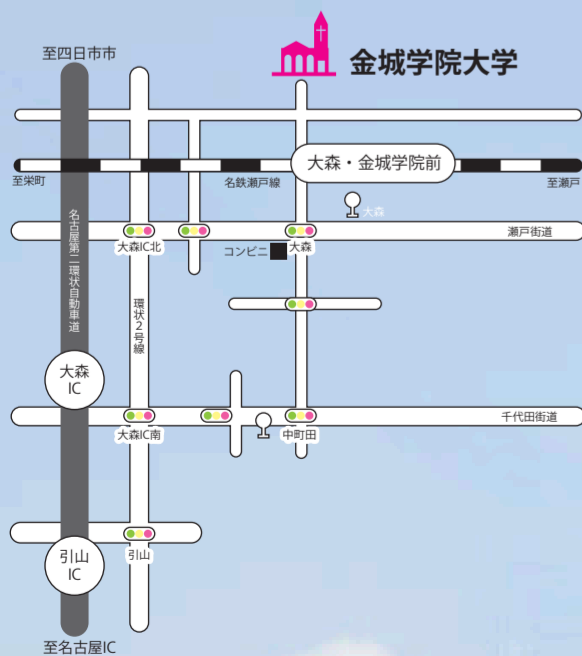 至四日市市
金城学院大学
大森・金城学院前
至栄町
名鉄瀬戸線
至瀬戸
大森
名古屋第二環状自動車道
大森IC北
コンビニ
大森
瀬戸街道
環状2号線
大森
IC
千代田街道
大森IC南
中町田
引山
IC
引山
至名古屋IC